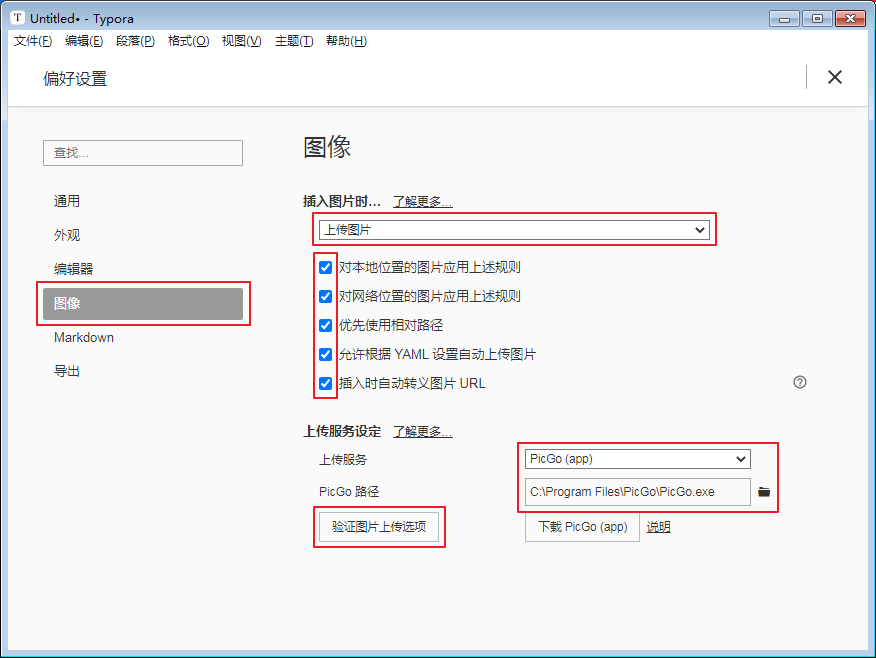 T Untitled• - Typora
文件(F) 编辑(E) 段落(P) 格式(O) 视图(V) 主题(T) 帮助(H)
偏好设置
查找...
通用
外观
编辑器
图像
Markdown
导出
图像
插入图片时... 了解更多...
上传图片
对本地位置的图片应用上述规则
对网络位置的图片应用上述规则
优先使用相对路径
允许根据 YAML 设置自动上传图片
插入时自动转义图片 URL
?
上传服务设定 了解更多...
上传服务 PicGo (app)
PicGo 路径 C:\Program Files\PicGo\PicGo.exe
验证图片上传选项 下载 PicGo (app) 说明